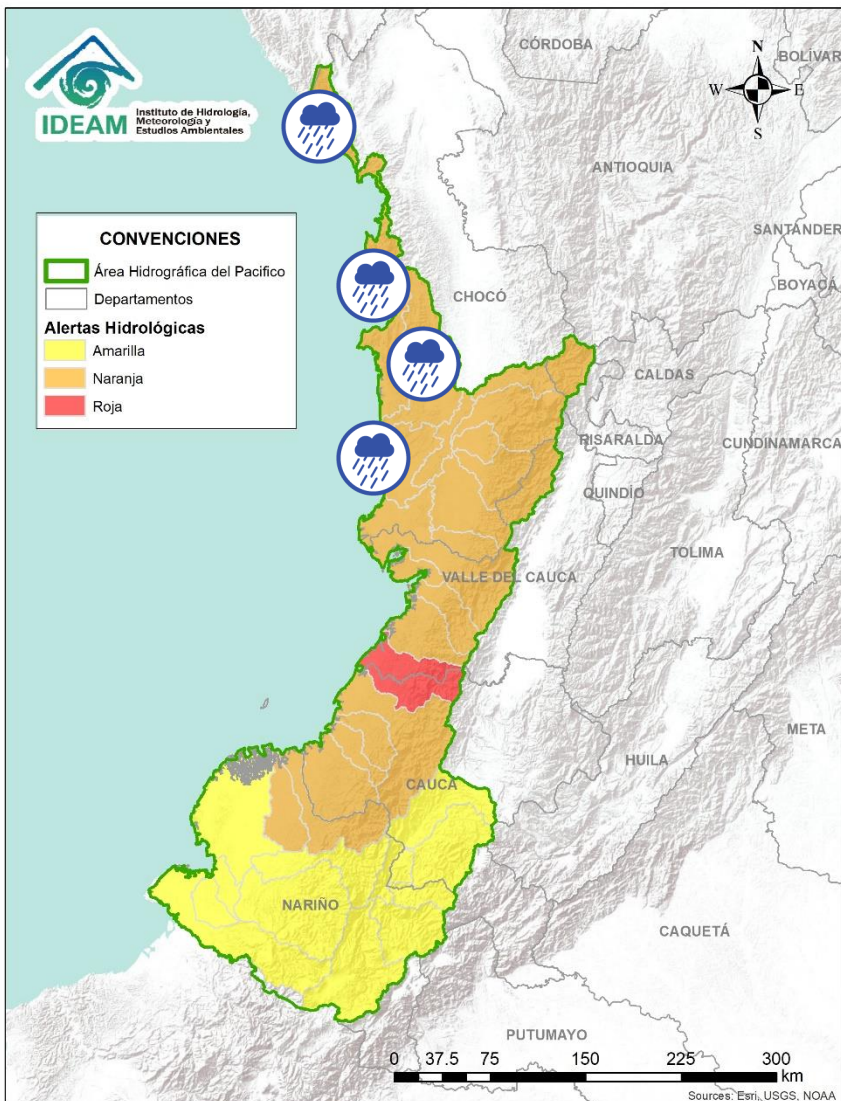 IDEAM
Instituto de Hidrología,
Meteorología y
Estudios Ambientales
CÓRDOBA
BOLÍVAR
N
W
E
S
ANTIOQUIA
SANTANDER
BOYACÁ
CONVENCIONES
Área Hidrográfica del Pacifico
Departamentos
Alertas Hidrológicas
Amarilla
Naranja
Roja
CHOCÓ
CALDAS
RISARALDA
CUNDINAMARCA
QUINDÍO
TOLIMA
VALLE DEL CAUCA
META
HUILA
CAUCA
NARIÑO
CAQUETÁ
PUTUMAYO
0 37.5 75 150 225 300
km
Sources: Esri, USGS, NOAA